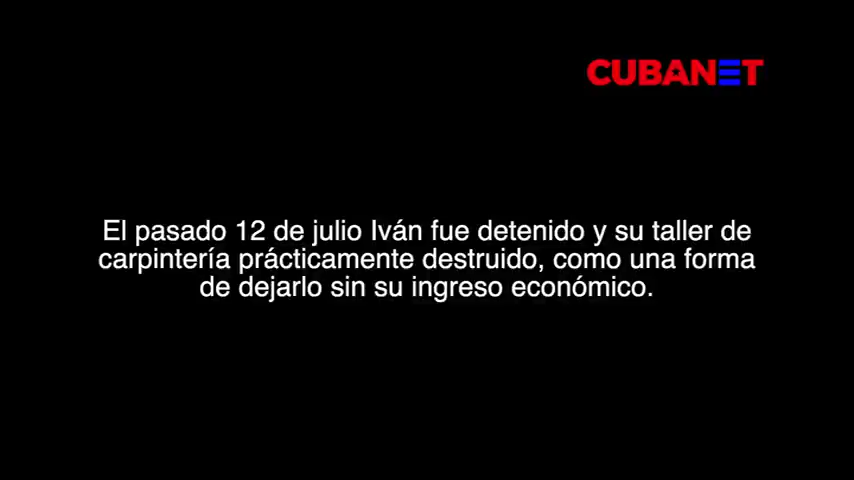 CUBANET
El pasado 12 de julio Iván fue detenido y su taller de
carpintería prácticamente destruido, como una forma
de dejarlo sin su ingreso económico.